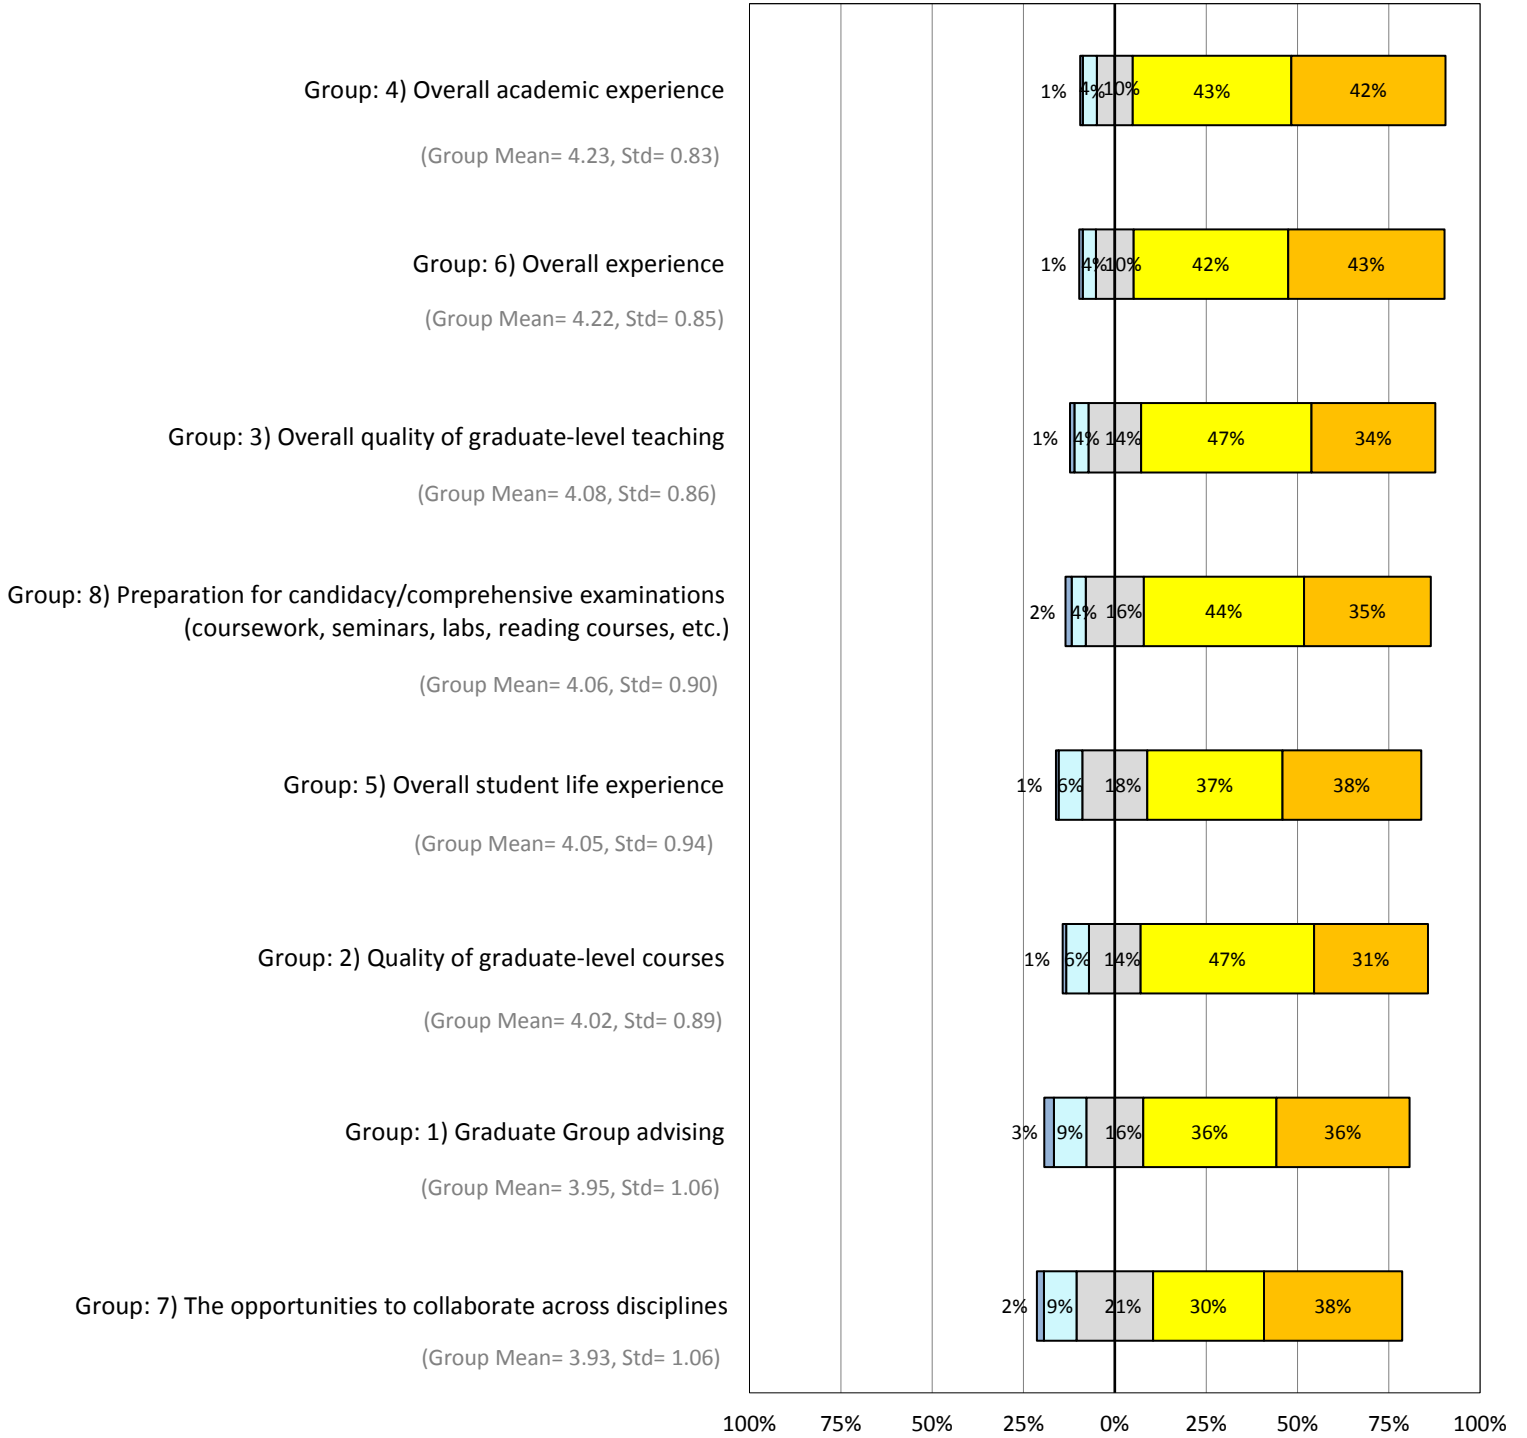 Group: 4) Overall academic experience
1% 4% 10% 43% 42%
(Group Mean= 4.23, Std= 0.83)
Group: 6) Overall experience
1% 4% 10% 42% 43%
(Group Mean= 4.22, Std= 0.85)
Group: 3) Overall quality of graduate-level teaching
1% 4% 14% 47% 34%
(Group Mean= 4.08, Std= 0.86)
Group: 8) Preparation for candidacy/comprehensive examinations
(coursework, seminars, labs, reading courses, etc.)
2% 4% 16% 44% 35%
(Group Mean= 4.06, Std= 0.90)
Group: 5) Overall student life experience
1% 6% 18% 37% 38%
(Group Mean= 4.05, Std= 0.94)
Group: 2) Quality of graduate-level courses
1% 6% 14% 47% 31%
(Group Mean= 4.02, Std= 0.89)
Group: 1) Graduate Group advising
3% 9% 16% 36% 36%
(Group Mean= 3.95, Std= 1.06)
Group: 7) The opportunities to collaborate across disciplines
2% 9% 21% 30% 38%
(Group Mean= 3.93, Std= 1.06)
100% 75% 50% 25% 0% 25% 50% 75% 100%